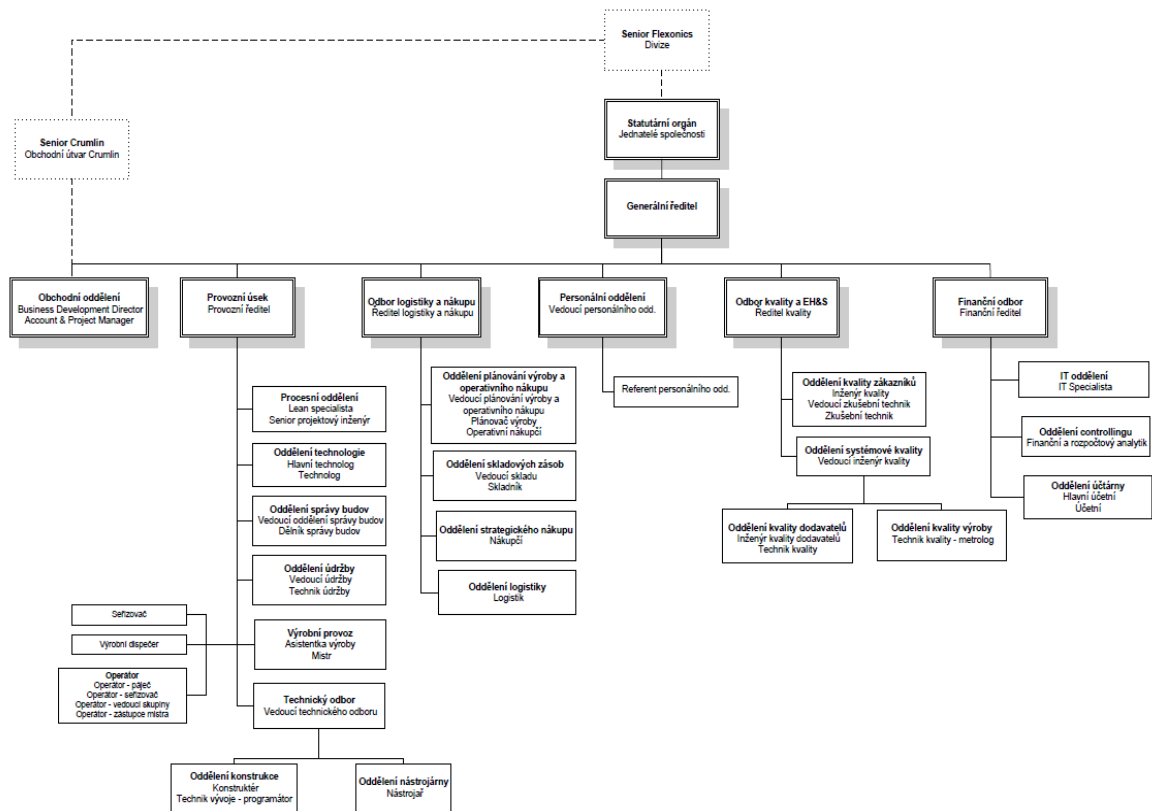 Senior Flexonics
Divize
Senior Crumlin
Obchodní útvar Crumlin
Statutární orgán
Jednatelé společnosti
Generální ředitel
Obchodní oddělení
Business Development Director
Account & Project Manager
Provozní úsek
Provozní ředitel
Odbor logistiky a nákupu
Ředitel logistiky a nákupu
Personální oddělení
Vedoucí personálního odd.
Odbor kvality a EH&S
Ředitel kvality
Finanční odbor
Finanční ředitel
Procesní oddělení
Lean specialista
Senior projektový inženýr
Oddělení technologie
Hlavní technolog
Technolog
Oddělení správy budov
Vedoucí oddělení správy budov
Dělník správy budov
Oddělení údržby
Vedoucí údržby
Technik údržby
Seřizovač
Výrobní dispečer
Operátor
Operátor - páječ
Operátor - seřizovač
Operátor - vedoucí skupiny
Operátor - zástupce mistra
Výrobní provoz
Asistentka výroby
Mistr
Technický odbor
Vedoucí technického odboru
Oddělení konstrukce
Konstruktér
Technik vývoje - programátor
Oddělení nástrojárny
Nástrojař
Oddělení plánování výroby a
operativního nákupu
Vedoucí plánování výroby a
operativního nákupu
Plánovač výroby
Operativní nákupčí
Oddělení skladových zásob
Vedoucí skladu
Skladník
Oddělení strategického nákupu
Nákupčí
Oddělení logistiky
Logistik
Referent personálního odd.
Oddělení kvality zákazníků
Inženýr kvality
Vedoucí zkušební technik
Zkušební technik
Oddělení systémové kvality
Vedoucí inženýr kvality
Oddělení kvality dodavatelů
Inženýr kvality dodavatelů
Technik kvality
Oddělení kvality výroby
Technik kvality - metrolog
IT oddělení
IT Specialista
Oddělení controllingu
Finanční a rozpočtový analytik
Oddělení účtárny
Hlavní účetní
Účetní